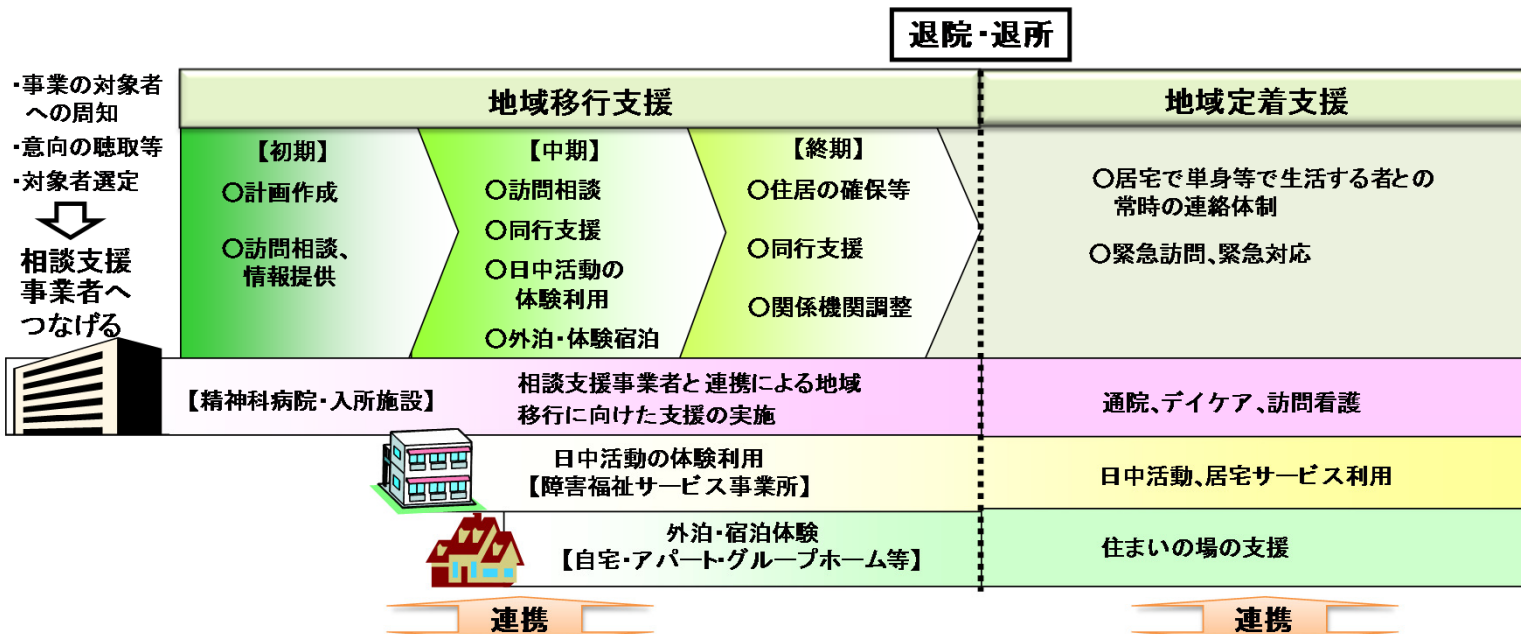 退院・退所
・事業の対象者
への周知
・意向の聴取等
・対象者選定
相談支援
事業者へ
つなげる
地域移行支援
【初期】
○計画作成
○訪問相談、
情報提供
【中期】
○訪問相談
○同行支援
○日中活動の
体験利用
○外泊・体験宿泊
【終期】
○住居の確保等
○同行支援
○関係機関調整
地域定着支援
○居宅で単身等で生活する者との
常時の連絡体制
○緊急訪問、緊急対応
【精神科病院・入所施設】
相談支援事業者と連携による地域
移行に向けた支援の実施
通院、デイケア、訪問看護
日中活動の体験利用
【障害福祉サービス事業所】
日中活動、居宅サービス利用
外泊・宿泊体験
【自宅・アパート・グループホーム等】
住まいの場の支援
連携
連携